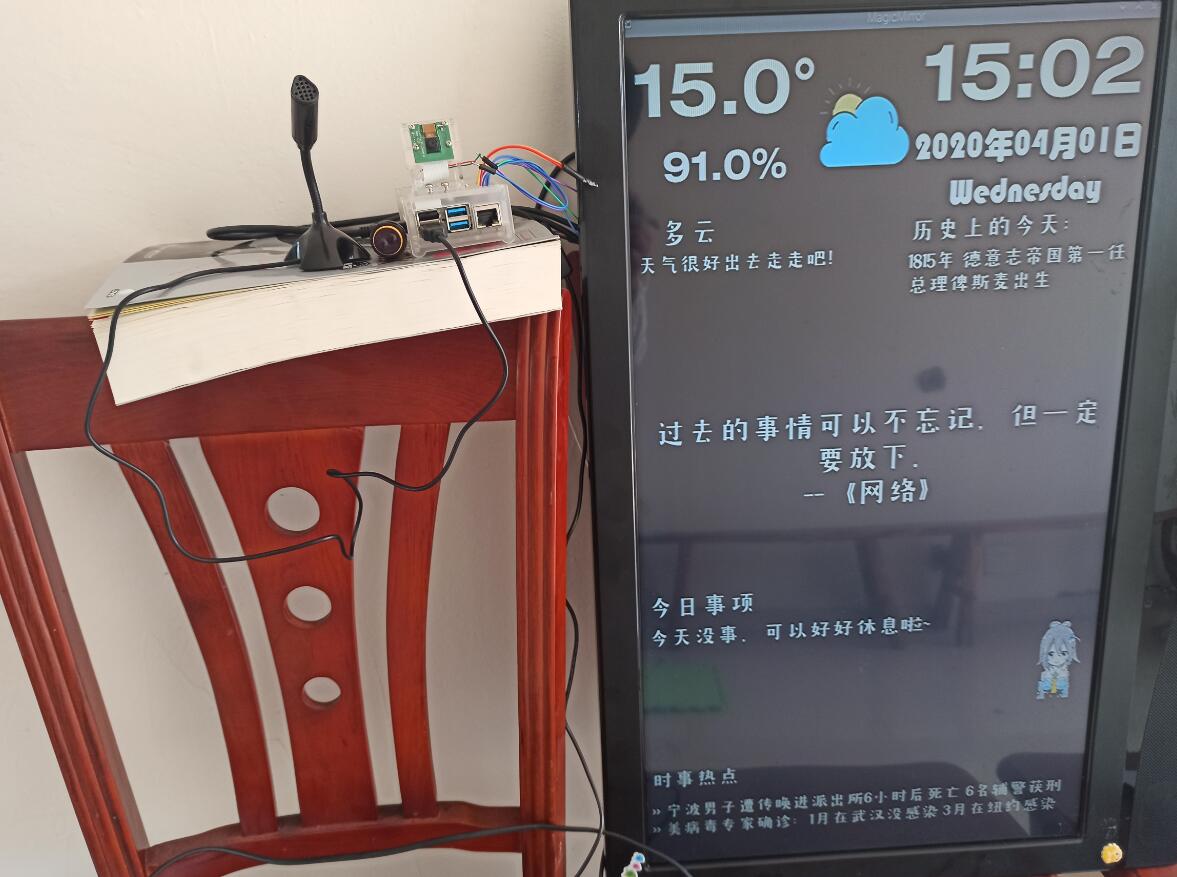 MagicMirror
15.0°
15:02
91.0%
2020年04月01日
Wednesday
多云
天气很好出去走走吧!
历史上的今天:
1815年 德意志帝国第一任
总理俾斯麦出生
过去的事情可以不忘记. 但一定
要放下.
-- 《网络》
今日事项
今天没事. 可以好好休息啦~
时事热点
» 宁波男子遭传唤进派出所6小时后死亡 6名辅警获刑
» 美病毒专家确诊: 1月在武汉没感染 3月在纽约感染